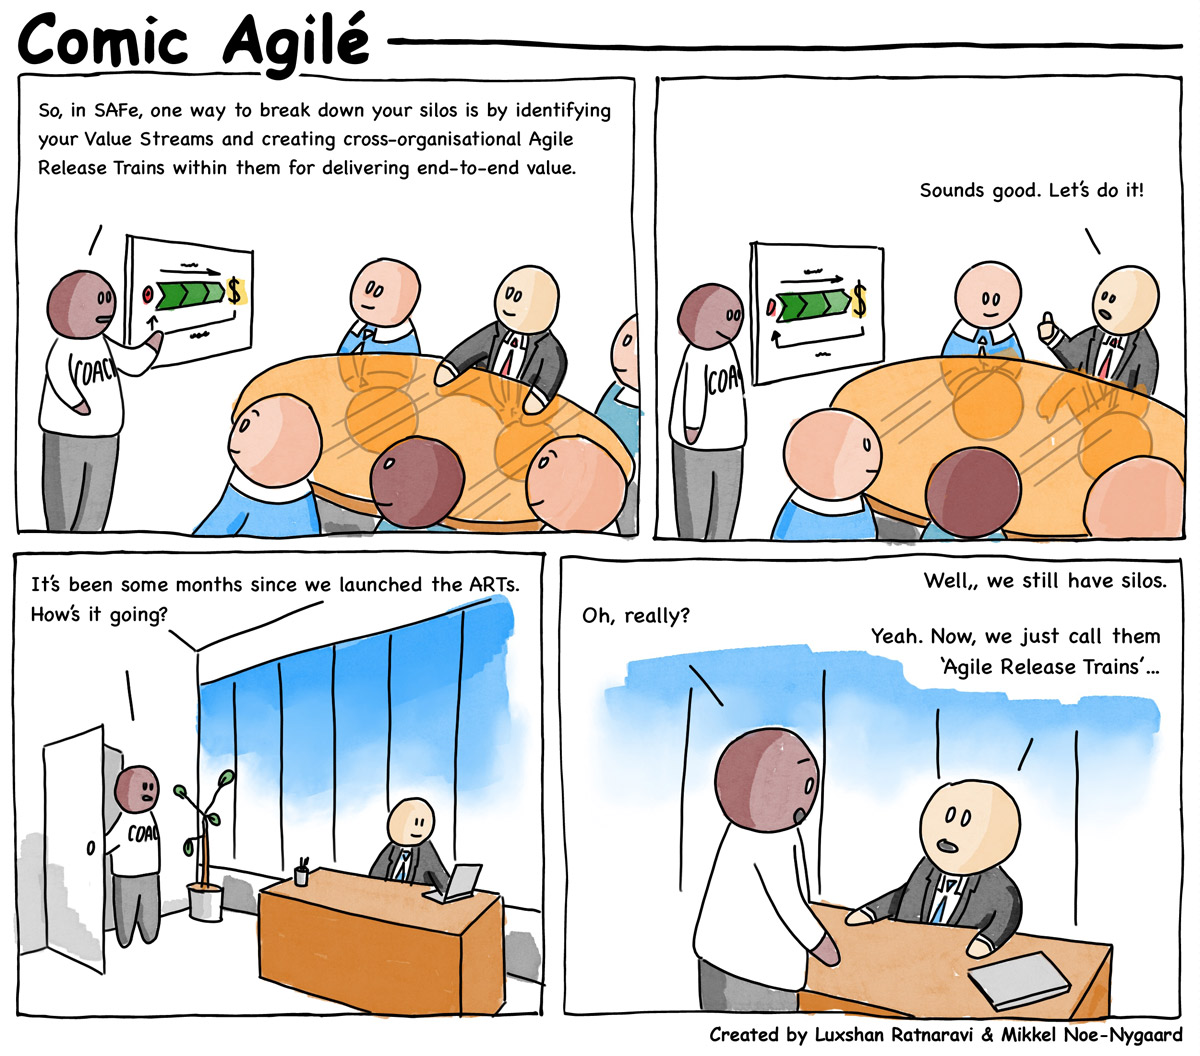 Comic Agilé
So, in SAFe, one way to break down your silos is by identifying
your Value Streams and creating cross-organisational Agile
Release Trains within them for delivering end-to-end value.
COACH
$
Sounds good. Let's do it!
COA
$
It's been some months since we launched the ARTs.
How's it going?
COAC
Well,, we still have silos.
Oh, really?
Yeah. Now, we just call them
'Agile Release Trains'...
Created by Luxshan Ratnaravi & Mikkel Noe-Nygaard